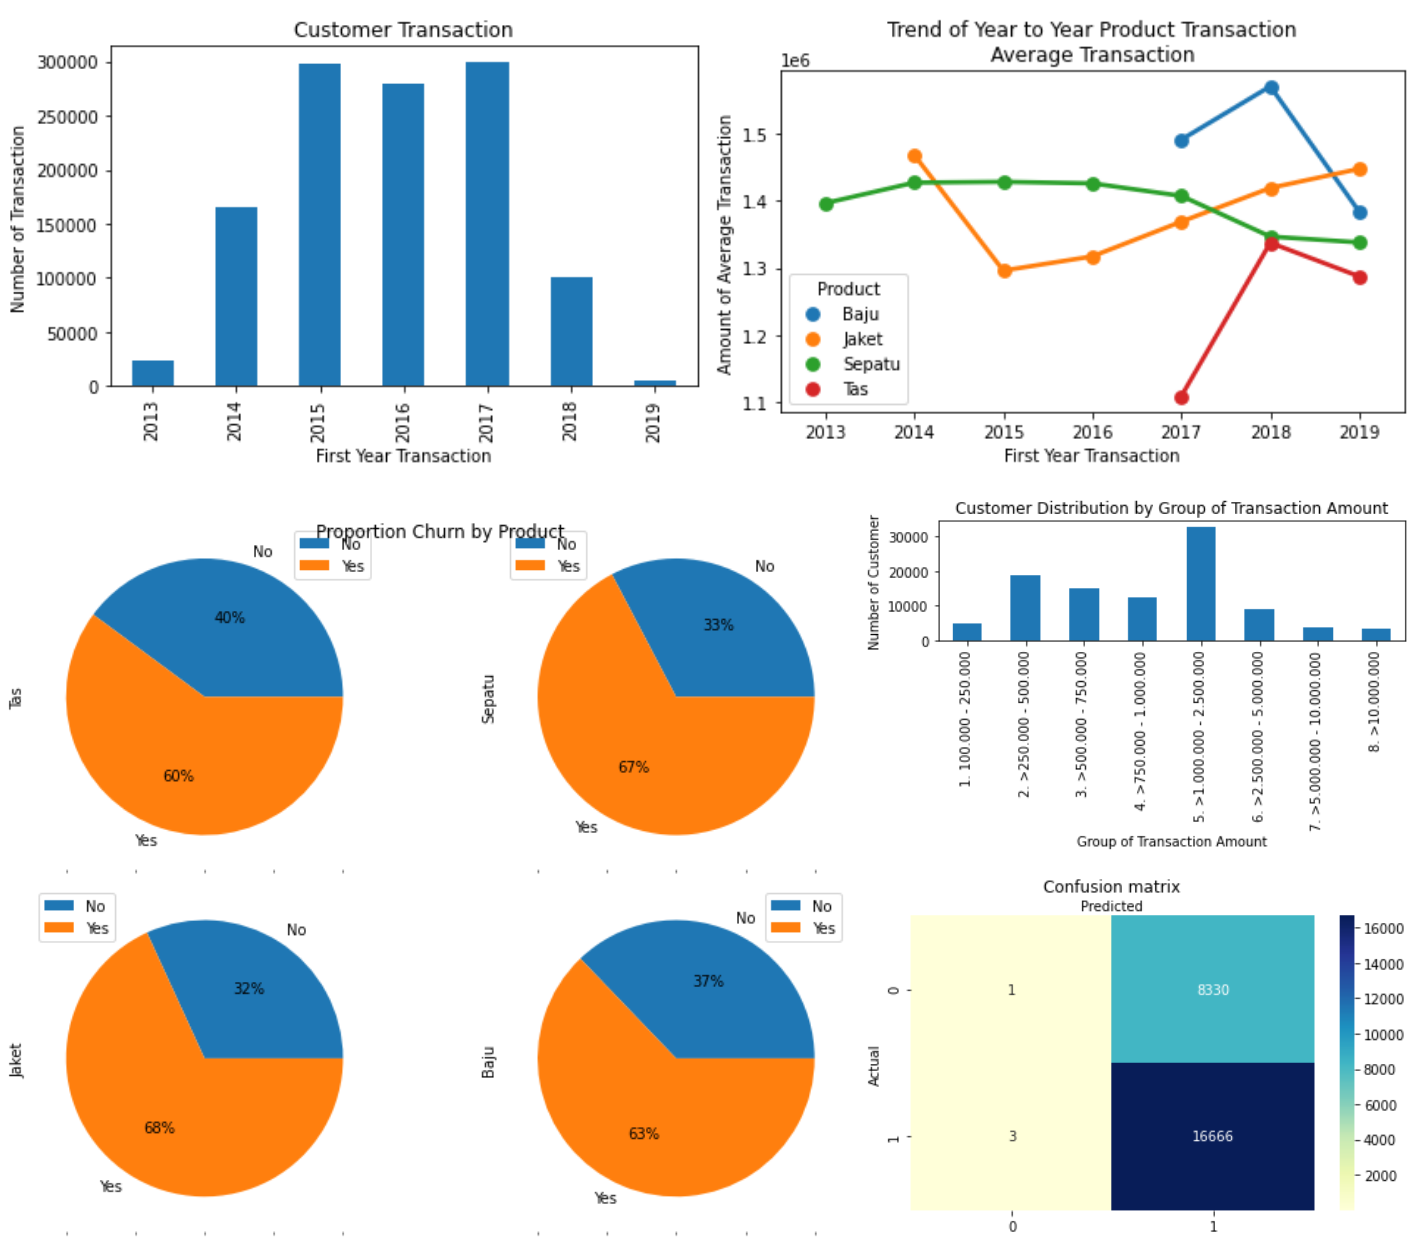 Customer Transaction
300000
250000
200000
150000
100000
50000
0
Number of Transaction
2013
2014
2015
2016
2017
2018
2019
First Year Transaction
Trend of Year to Year Product Transaction
Average Transaction
1e6
1.5
1.4
1.3
1.2
1.1
Amount of Average Transaction
Product
Baju
Jaket
Sepatu
Tas
2013
2014
2015
2016
2017
2018
2019
First Year Transaction
Proportion Churn by Product
No
Yes
No
40%
60%
Yes
Tas
No
Yes
No
33%
67%
Yes
Sepatu
Customer Distribution by Group of Transaction Amount
30000
20000
10000
0
Number of Customer
1. 100.000 - 250.000
2. >250.000 - 500.000
3. >500.000 - 750.000
4. >750.000 - 1.000.000
5. >1.000.000 - 2.500.000
6. >2.500.000 - 5.000.000
7. >5.000.000 - 10.000.000
8. >10.000.000
Group of Transaction Amount
No
Yes
No
32%
68%
Yes
Jaket
No
Yes
No
37%
63%
Yes
Baju
Confusion matrix
Predicted
0
1
8330
Actual
1
3
16666
0
1
16000
14000
12000
10000
8000
6000
4000
2000